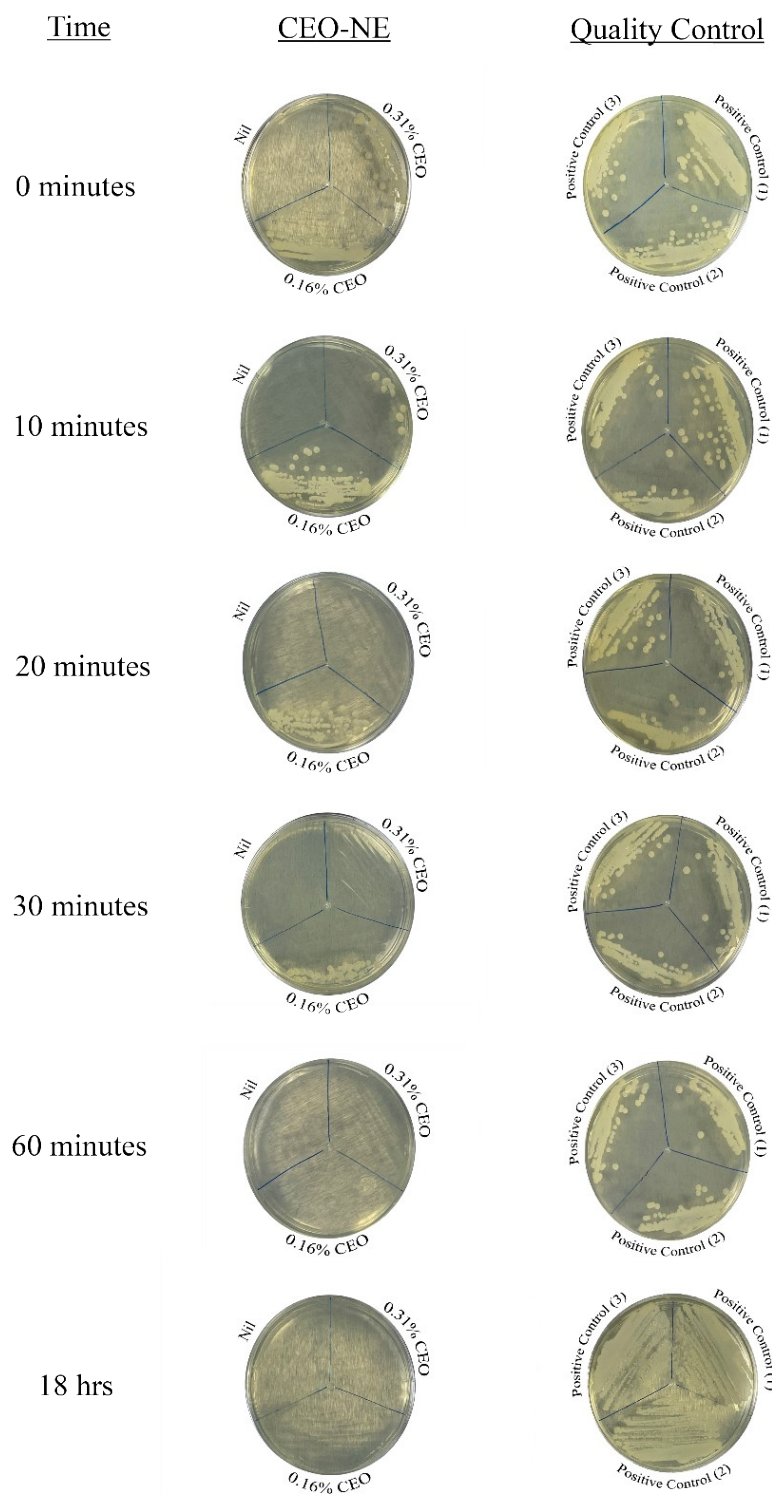 Time CEO-NE Quality Control
0 minutes
Nil
0.31% CEO
0.16% CEO
Positive Control (3)
Positive Control (1)
Positive Control (2)
10 minutes
Nil
0.31% CEO
0.16% CEO
Positive Control (3)
Positive Control (1)
Positive Control (2)
20 minutes
Nil
0.31% CEO
0.16% CEO
Positive Control (3)
Positive Control (1)
Positive Control (2)
30 minutes
Nil
0.31% CEO
0.16% CEO
Positive Control (3)
Positive Control (1)
Positive Control (2)
60 minutes
Nil
0.31% CEO
0.16% CEO
Positive Control (3)
Positive Control (1)
Positive Control (2)
18 hrs
Nil
0.31% CEO
0.16% CEO
Positive Control (3)
Positive Control (1)
Positive Control (2)